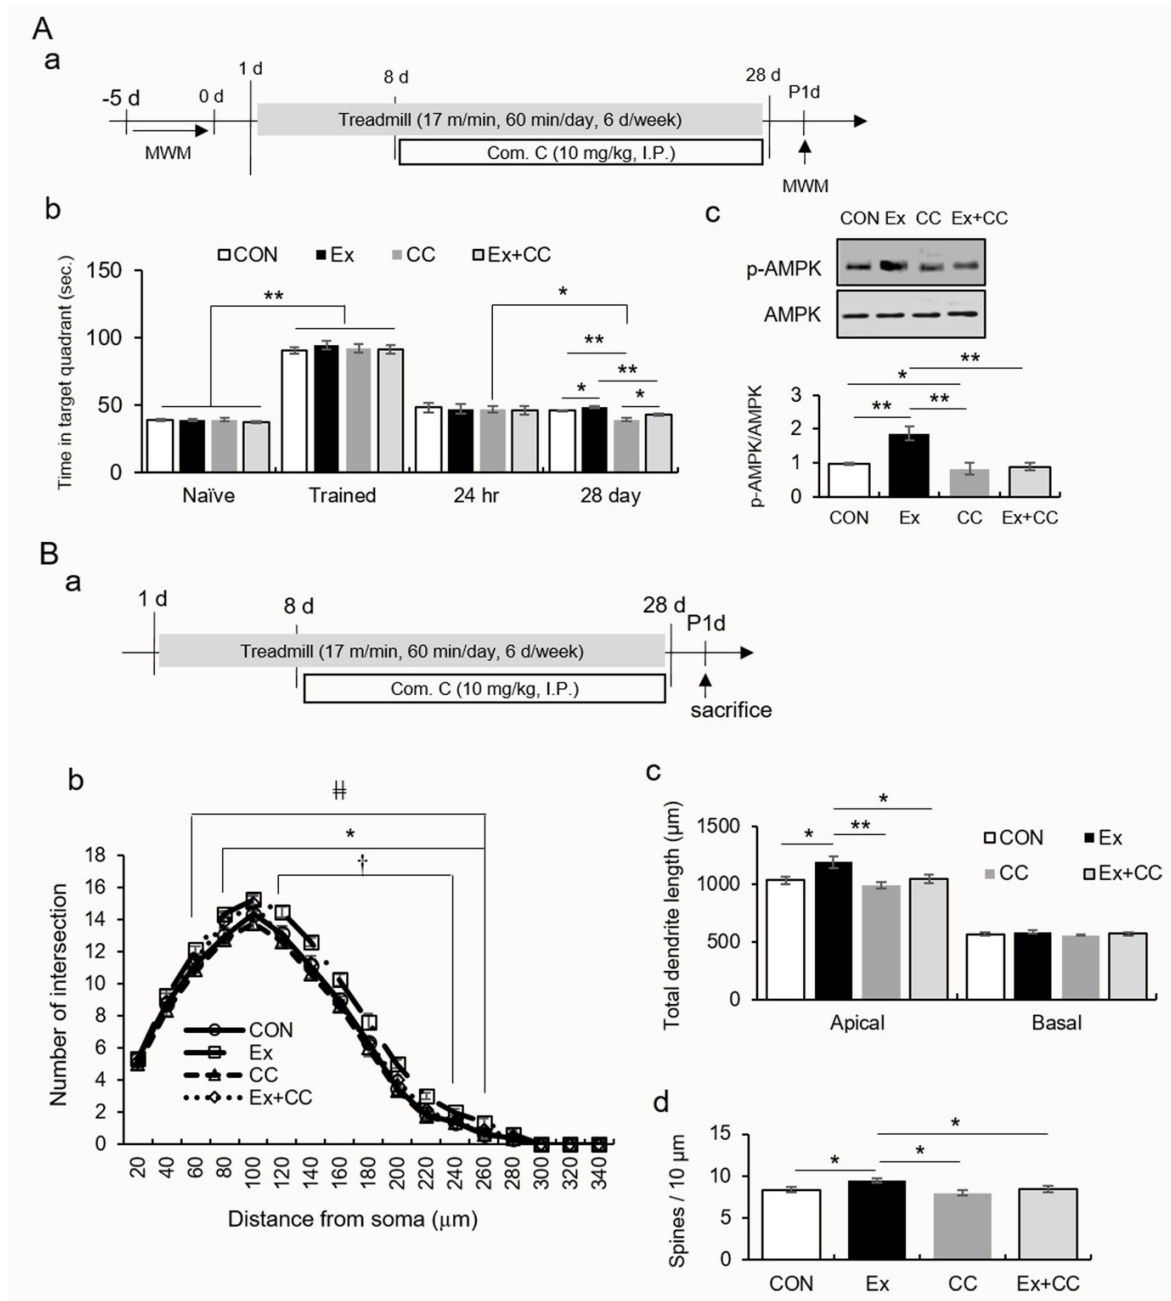 A
a
-5 d
0 d
1 d
8 d
28 d
P1d
Treadmill (17 m/min, 60 min/day, 6 d/week)
Com. C (10 mg/kg, I.P.)
MWM
MWM
b
CON Ex CC Ex+CC
Time in target quadrant (sec.)
150
100
50
0
**
*
**
**
*
*
Naïve Trained 24 hr 28 day
c
CON Ex CC Ex+CC
p-AMPK
AMPK
**
*
**
**
p-AMPK/AMPK
3
2
1
0
CON Ex CC Ex+CC
B
a
1 d
8 d
28 d
P1d
Treadmill (17 m/min, 60 min/day, 6 d/week)
Com. C (10 mg/kg, I.P.)
sacrifice
b
⧧
*
†
Number of intersection
18
16
14
12
10
8
6
4
2
0
CON
Ex
CC
Ex+CC
20 40 60 80 100 120 140 160 180 200 220 240 260 280 300 320 340
Distance from soma (μm)
c
Total dendrite length (μm)
1500
1000
500
0
*
*
**
CON Ex
CC Ex+CC
Apical Basal
d
Spines / 10 μm
15
10
5
0
*
*
*
CON Ex CC Ex+CC